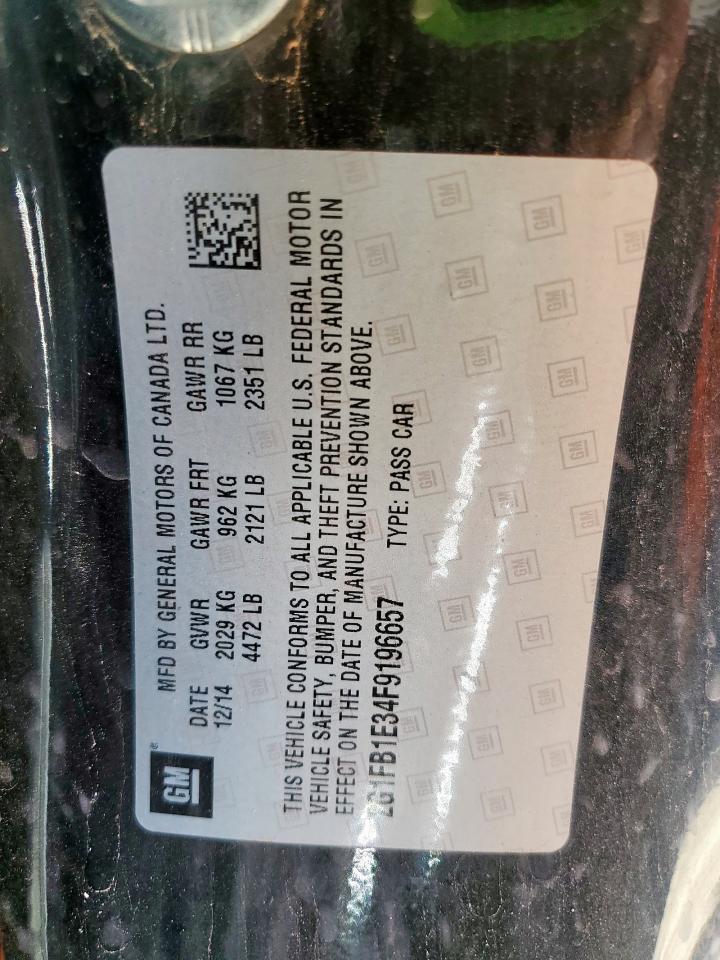 GM
MFD BY GENERAL MOTORS OF CANADA LTD.
DATE GVWR GAWR FRT GAWR RR
12/14 2029 KG 962 KG 1067 KG
4472 LB 2121 LB 2351 LB
THIS VEHICLE CONFORMS TO ALL APPLICABLE U.S. FEDERAL MOTOR
VEHICLE SAFETY, BUMPER, AND THEFT PREVENTION STANDARDS IN
EFFECT ON THE DATE OF MANUFACTURE SHOWN ABOVE.
2G1FB1E34F9196657 TYPE: PASS CAR